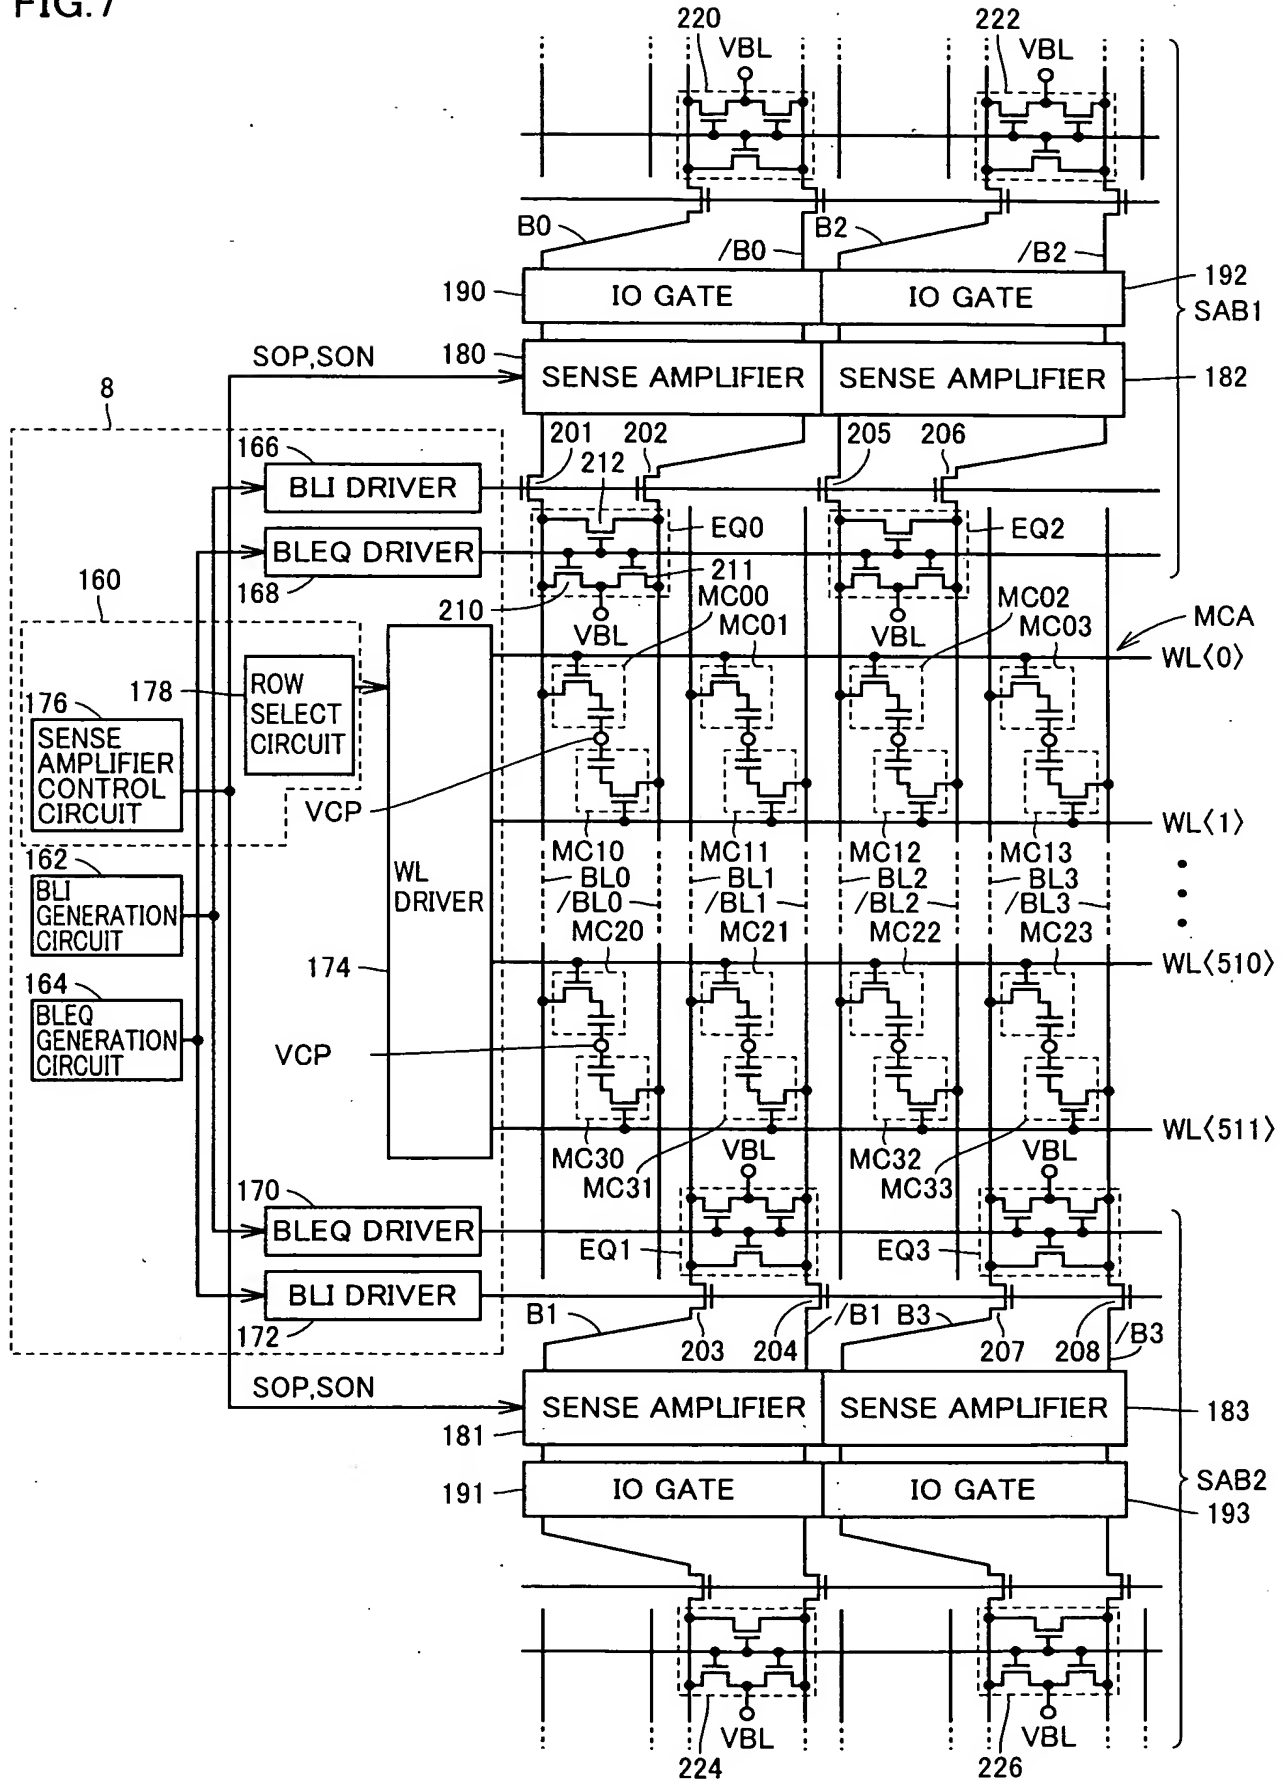 FIG.7
220
222
VBL
VBL
B0
/B0
B2
/B2
190
IO GATE
IO GATE
192
SAB1
SOP,SON
180
SENSE AMPLIFIER
SENSE AMPLIFIER
182
8
166
201
202
205
206
212
BLI DRIVER
EQ0
EQ2
BLEQ DRIVER
168
211
160
210
VBL
MC00
MC01
VBL
MC02
MC03
MCA
WL⟨0⟩
178
ROW
SELECT
CIRCUIT
176
SENSE
AMPLIFIER
CONTROL
CIRCUIT
VCP
WL⟨1⟩
MC10
MC11
MC12
MC13
162
BLI
GENERATION
CIRCUIT
WL
DRIVER
BL0
BL1
BL2
BL3
/BL0
/BL1
/BL2
/BL3
MC20
MC21
MC22
MC23
174
WL⟨510⟩
164
BLEQ
GENERATION
CIRCUIT
VCP
WL⟨511⟩
MC30
MC31
VBL
MC32
MC33
VBL
170
BLEQ DRIVER
EQ1
EQ3
BLI DRIVER
172
B1
203
204
/B1
B3
207
208
/B3
SOP,SON
SENSE AMPLIFIER
SENSE AMPLIFIER
183
181
191
IO GATE
IO GATE
193
SAB2
VBL
VBL
224
226